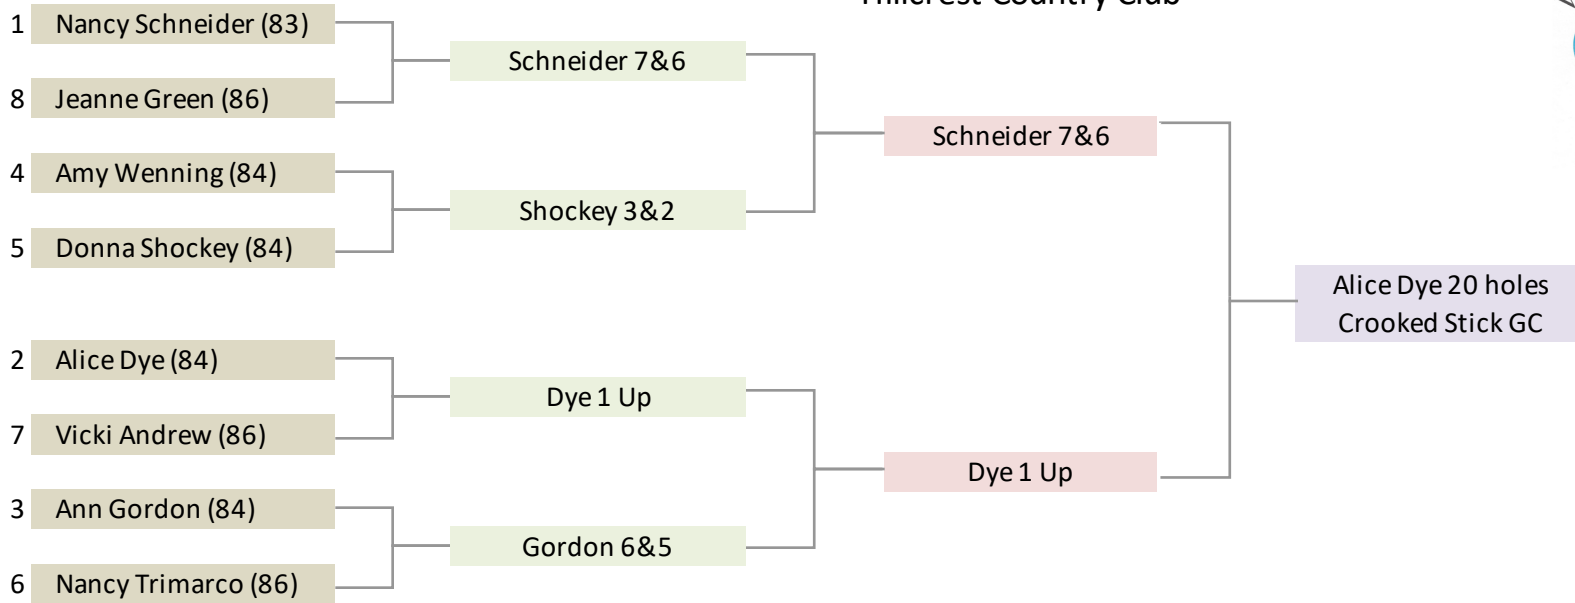 Hillcrest Country Club
1 Nancy Schneider (83)
Schneider 7&6
8 Jeanne Green (86)
Schneider 7&6
4 Amy Wenning (84)
Shockey 3&2
5 Donna Shockey (84)
Alice Dye 20 holes
Crooked Stick GC
2 Alice Dye (84)
Dye 1 Up
7 Vicki Andrew (86)
Dye 1 Up
3 Ann Gordon (84)
Gordon 6&5
6 Nancy Trimarco (86)